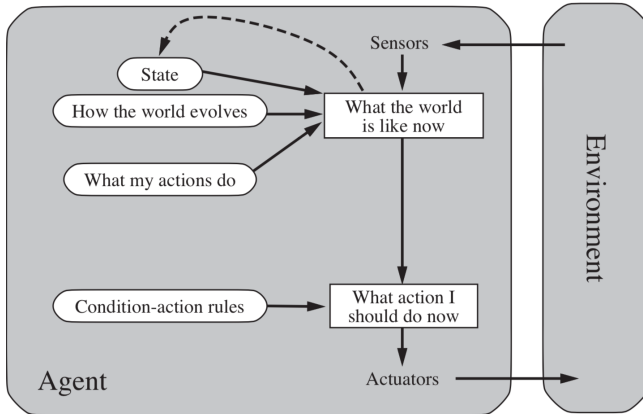 Sensors
State
How the world evolves
What the world
is like now
What my actions do
Environment
Condition-action rules
What action I
should do now
Agent
Actuators